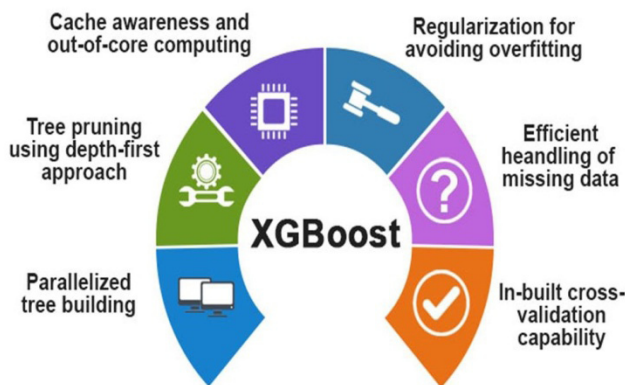 Cache awareness and
out-of-core computing
Regularization for
avoiding overfitting
Tree pruning
using depth-first
approach
Efficient
heandling of
missing data
XGBoost
Parallelized
tree building
In-built cross-
validation
capability